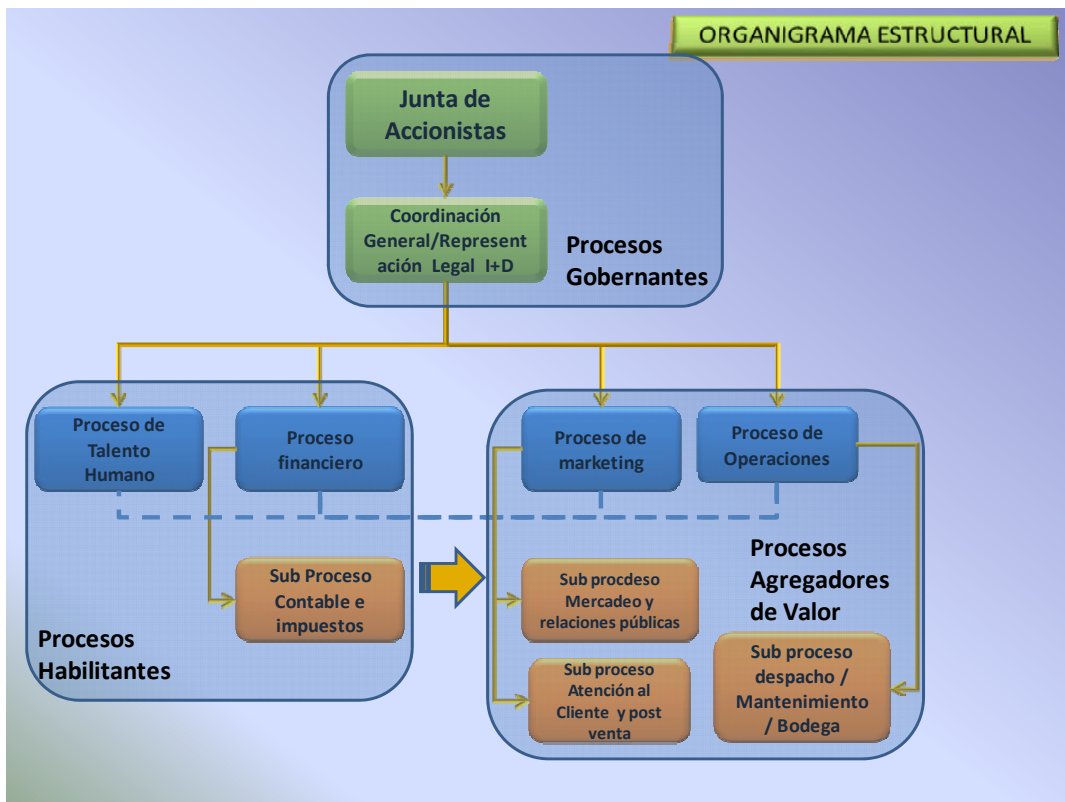 ORGANIGRAMA ESTRUCTURAL
Junta de
Accionistas
Coordinación
General/Represent
ación Legal I+D
Procesos
Gobernantes
Proceso de
Talento
Humano
Proceso
financiero
Sub Proceso
Contable e
impuestos
Procesos
Habilitantes
Proceso de
marketing
Proceso de
Operaciones
Sub procdeso
Mercadeo y
relaciones públicas
Sub proceso
Atención al
Cliente y post
venta
Procesos
Agregadores
de Valor
Sub proceso
despacho /
Mantenimiento
/ Bodega